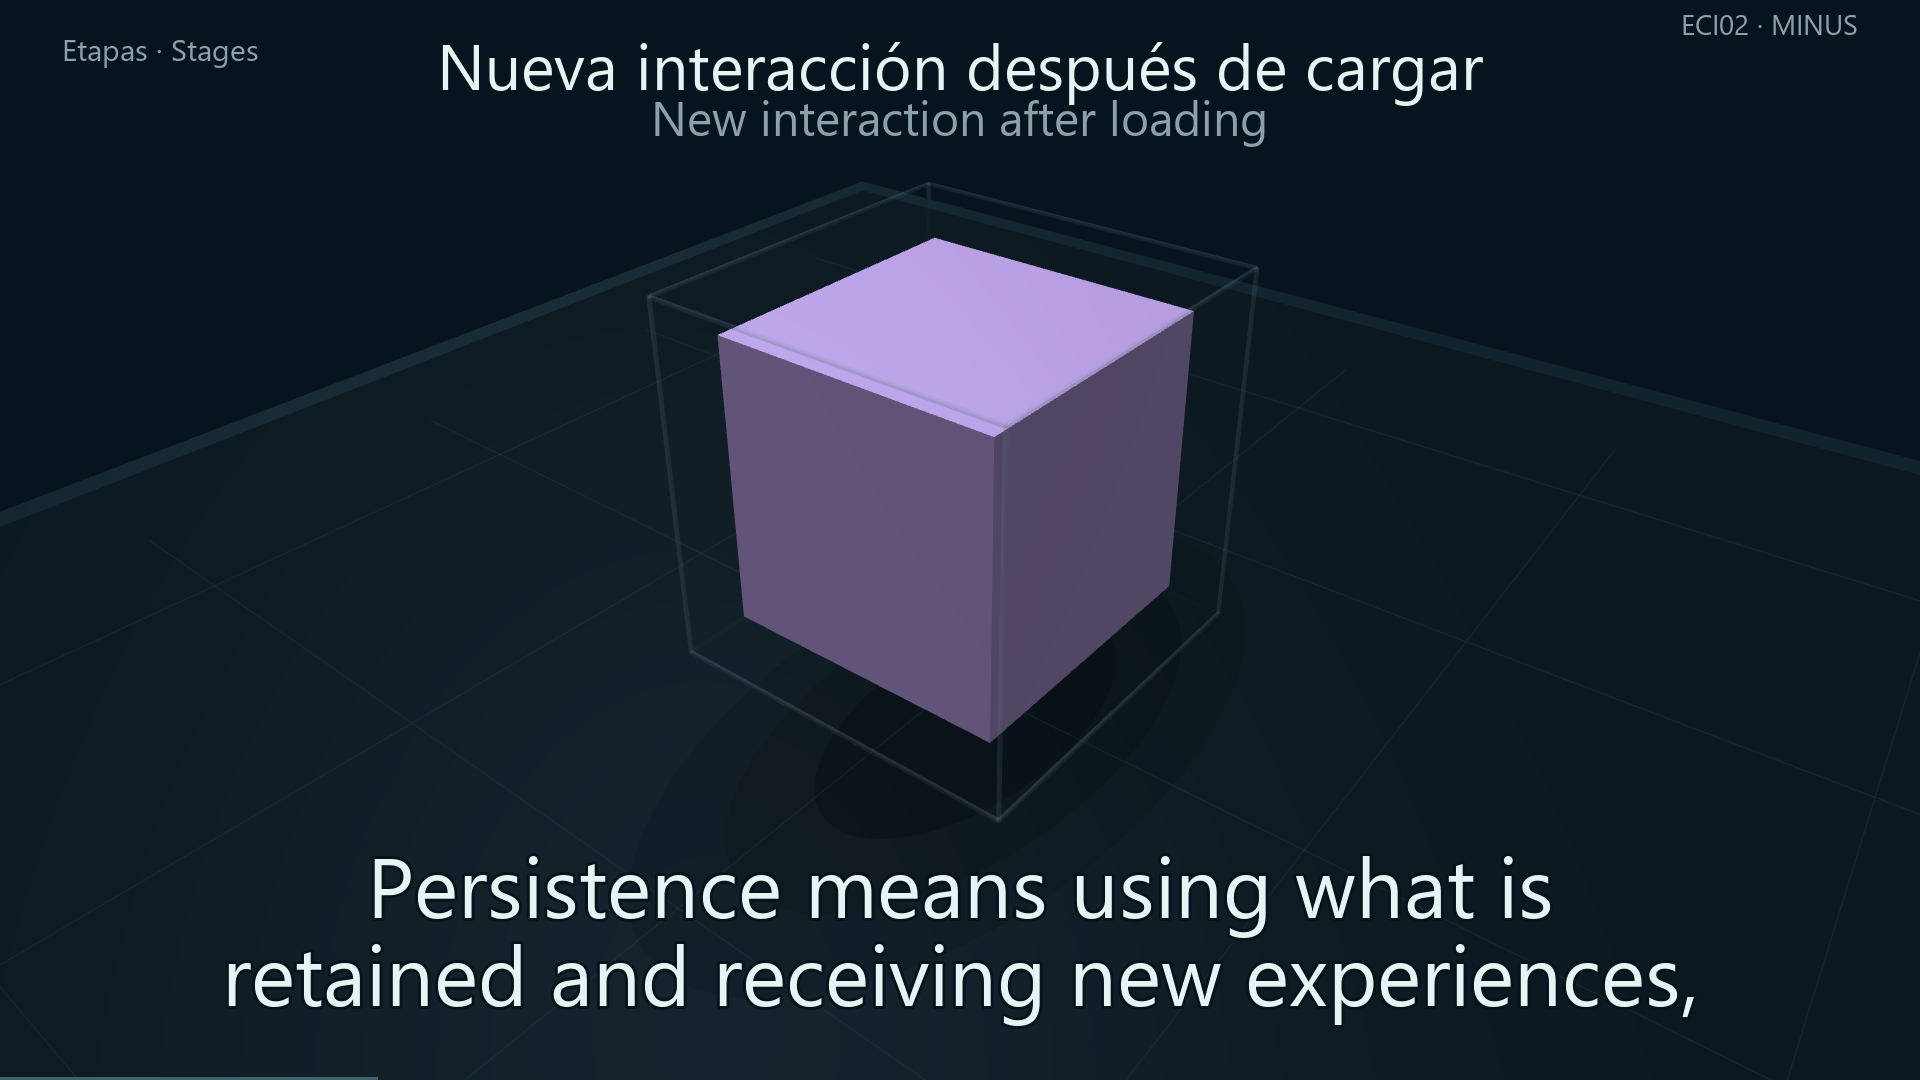 Etapas · Stages
ECI02 · MINUS
Nueva interacción después de cargar
New interaction after loading
Persistence means using what is
retained and receiving new experiences,